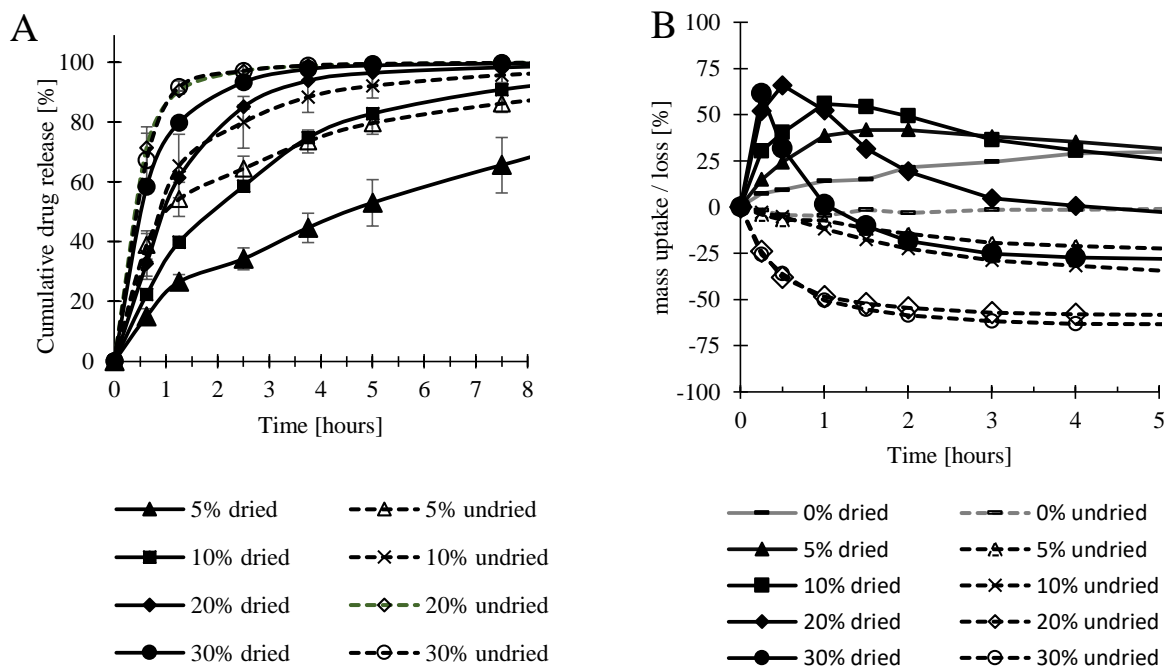 A
Cumulative drug release [%]
100
80
60
40
20
0
0 1 2 3 4 5 6 7 8
Time [hours]
5% dried 5% undried
10% dried 10% undried
20% dried 20% undried
30% dried 30% undried
B
mass uptake / loss [%]
100
75
50
25
0
-25
-50
-75
-100
0 1 2 3 4 5
Time [hours]
0% dried 0% undried
5% dried 5% undried
10% dried 10% undried
20% dried 20% undried
30% dried 30% undried